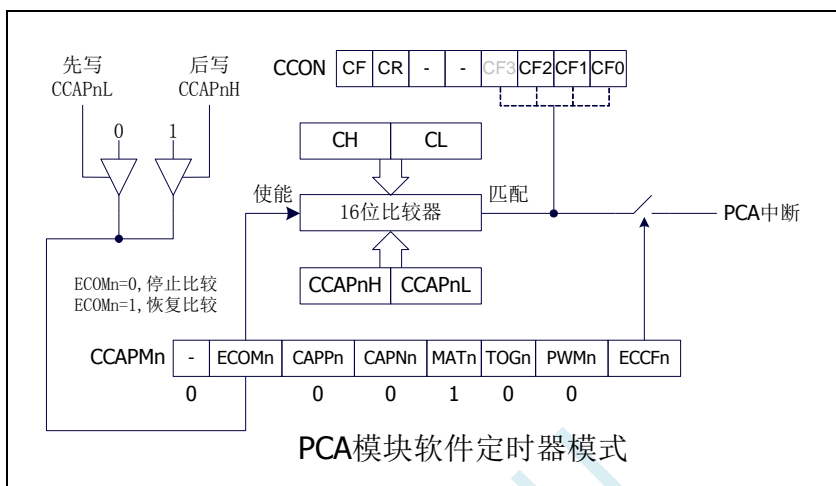 先写
CCAPnL
后写
CCAPnH
CCON CF CR - - CF3 CF2 CF1 CF0
0 1
CH CL
使能
16位比较器
匹配
PCA中断
CCAPnH CCAPnL
ECOMn=0,停止比较
ECOMn=1,恢复比较
CCAPMn - ECOMn CAPPn CAPNn MATn TOGn PWMn ECCFn
0 0 0 1 0 0
PCA模块软件定时器模式